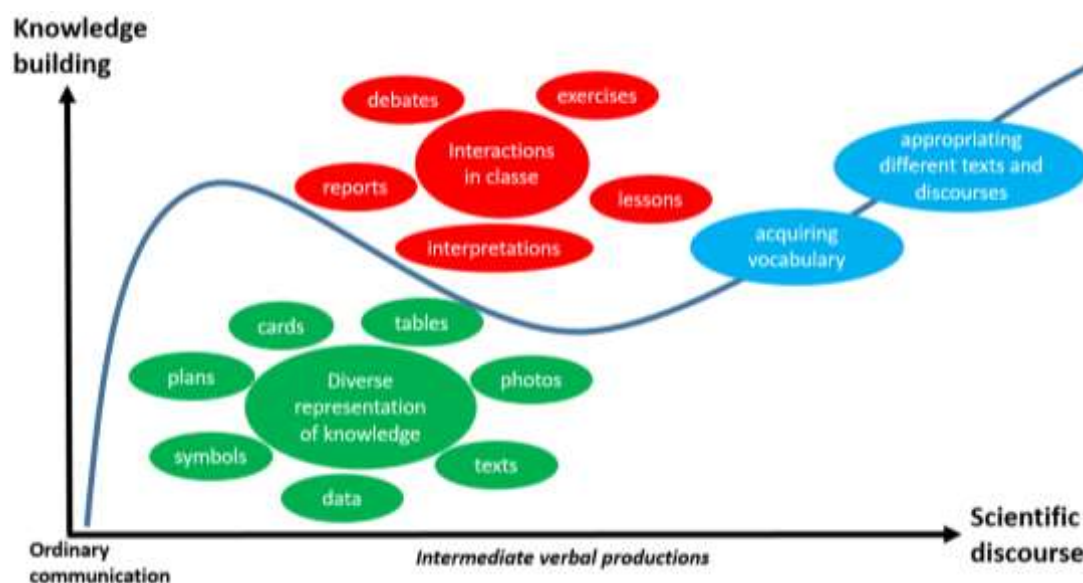 Knowledge
building
debates
exercises
Interactions
in classe
reports
lessons
interpretations
appropriating
different texts and
discourses
acquiring
vocabulary
cards
tables
plans
Diverse
representation
of knowledge
photos
symbols
texts
data
Ordinary
communication
Intermediate verbal productions
Scientific
discourse